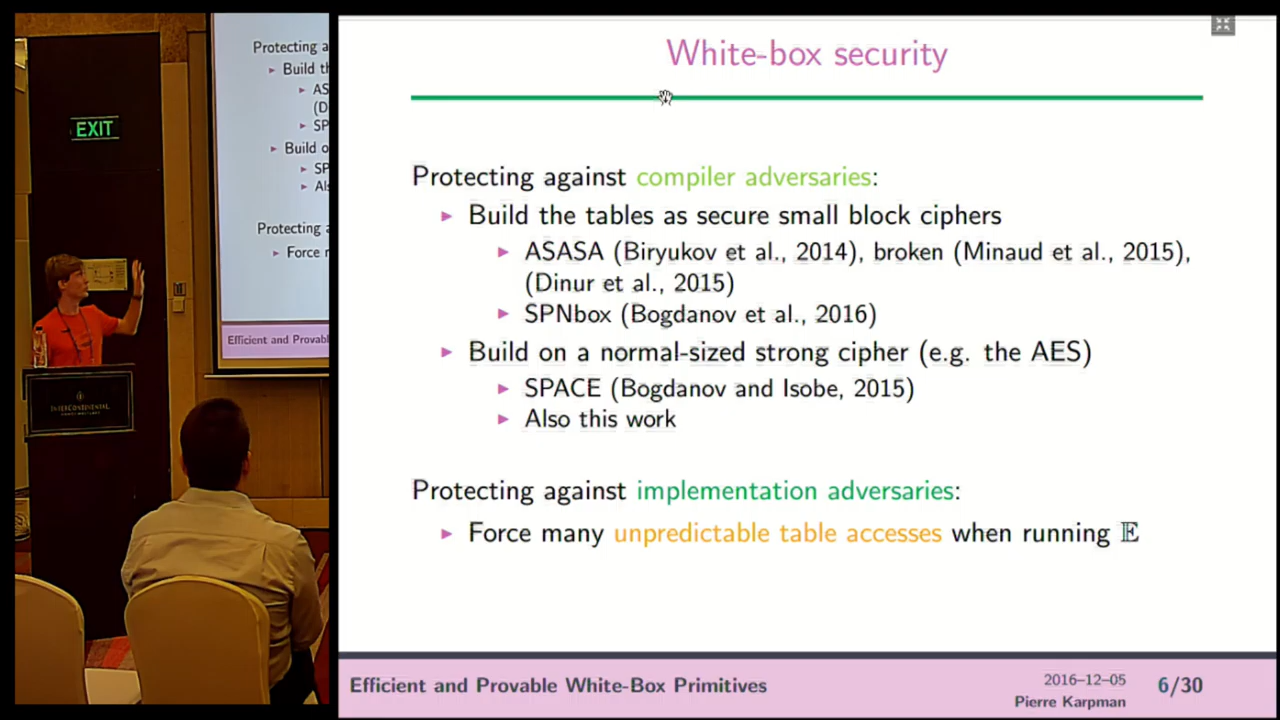 EXIT
Protecting a
▸ Build th
▸ AS
(D
▸ SP
▸ Build o
▸ SP
▸ Al
Protecting a
▸ Force r
Efficient and Provabl
INTERCONTINENTAL
White-box security
Protecting against compiler adversaries:
▸ Build the tables as secure small block ciphers
▸ ASASA (Biryukov et al., 2014), broken (Minaud et al., 2015),
(Dinur et al., 2015)
▸ SPNbox (Bogdanov et al., 2016)
▸ Build on a normal-sized strong cipher (e.g. the AES)
▸ SPACE (Bogdanov and Isobe, 2015)
▸ Also this work
Protecting against implementation adversaries:
▸ Force many unpredictable table accesses when running 𝔼
Efficient and Provable White-Box Primitives
2016–12–05
Pierre Karpman
6/30